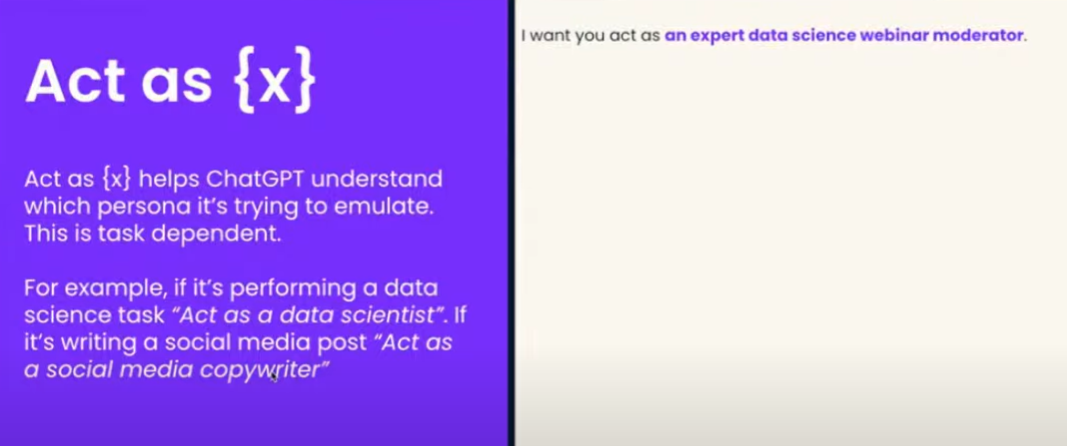 Act as {x}
Act as {x} helps ChatGPT understand
which persona it's trying to emulate.
This is task dependent.
For example, if it's performing a data
science task “Act as a data scientist”. If
it's writing a social media post “Act as
a social media copywriter”
I want you act as an expert data science webinar moderator.